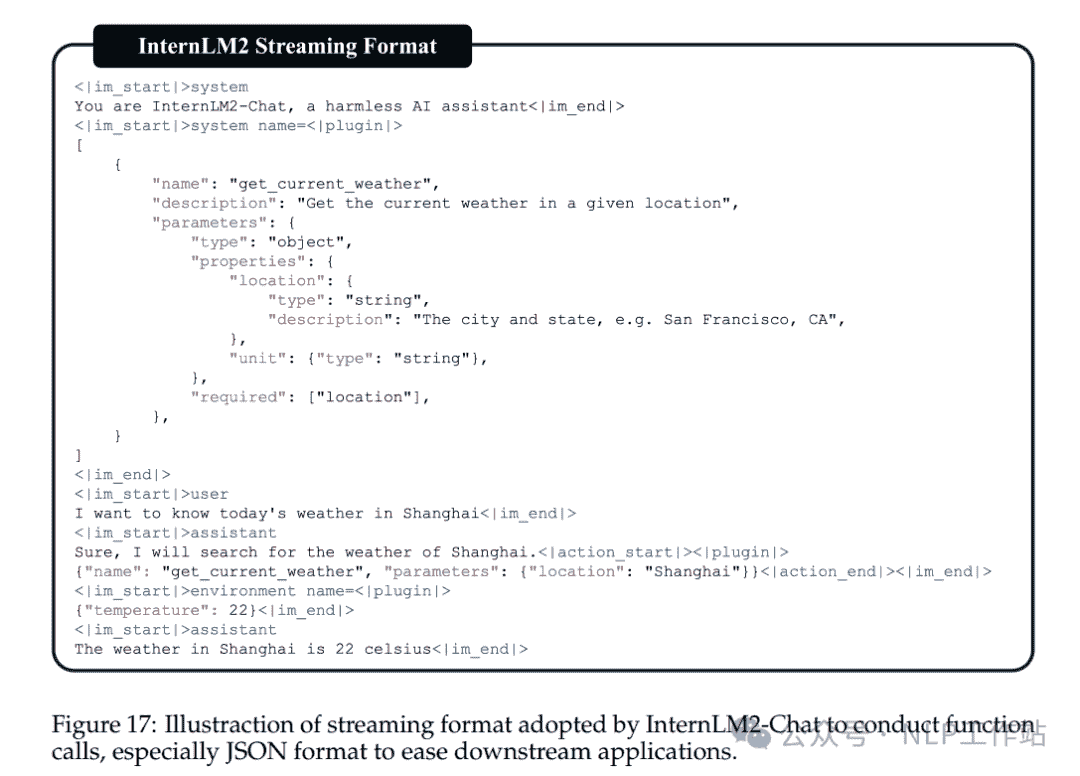 InternLM2 Streaming Format
<|im_start|>system
You are InternLM2-Chat, a harmless AI assistant<|im_end|>
<|im_start|>system name=<|plugin|>
[
    {
        "name": "get_current_weather",
        "description": "Get the current weather in a given location",
        "parameters": {
            "type": "object",
            "properties": {
                "location": {
                    "type": "string",
                    "description": "The city and state, e.g. San Francisco, CA",
                },
                "unit": {"type": "string"},
            },
            "required": ["location"],
        },
    }
]
<|im_end|>
<|im_start|>user
I want to know today's weather in Shanghai<|im_end|>
<|im_start|>assistant
Sure, I will search for the weather of Shanghai.<|action_start|><|plugin|>
{"name": "get_current_weather", "parameters": {"location": "Shanghai"}}<|action_end|><|im_end|>
<|im_start|>environment name=<|plugin|>
{"temperature": 22}<|im_end|>
<|im_start|>assistant
The weather in Shanghai is 22 celsius<|im_end|>
Figure 17: Illustraction of streaming format adopted by InternLM2-Chat to conduct function
calls, especially JSON format to ease downstream applications.
公众号 · NLP工作站